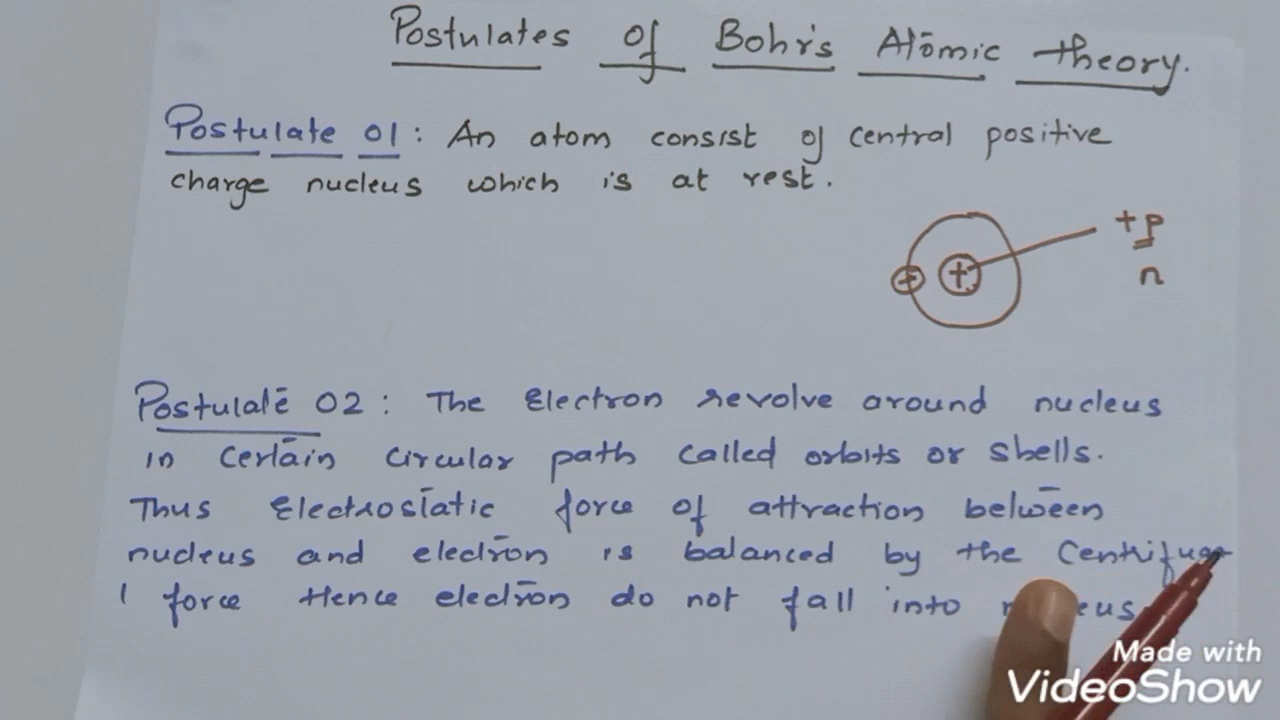 Postulates of Bohr's Atomic theory.
Postulate 01: An atom consist of central positive
charge nucleus which is at rest.
+p
n
+
+
Postulate 02: The Electron revolve around nucleus
in certain circular path called orbits or shells.
Thus Electrostatic force of attraction between
nucleus and electron is balanced by the
l force Hence electron do not fall into
Made with
VideoShow